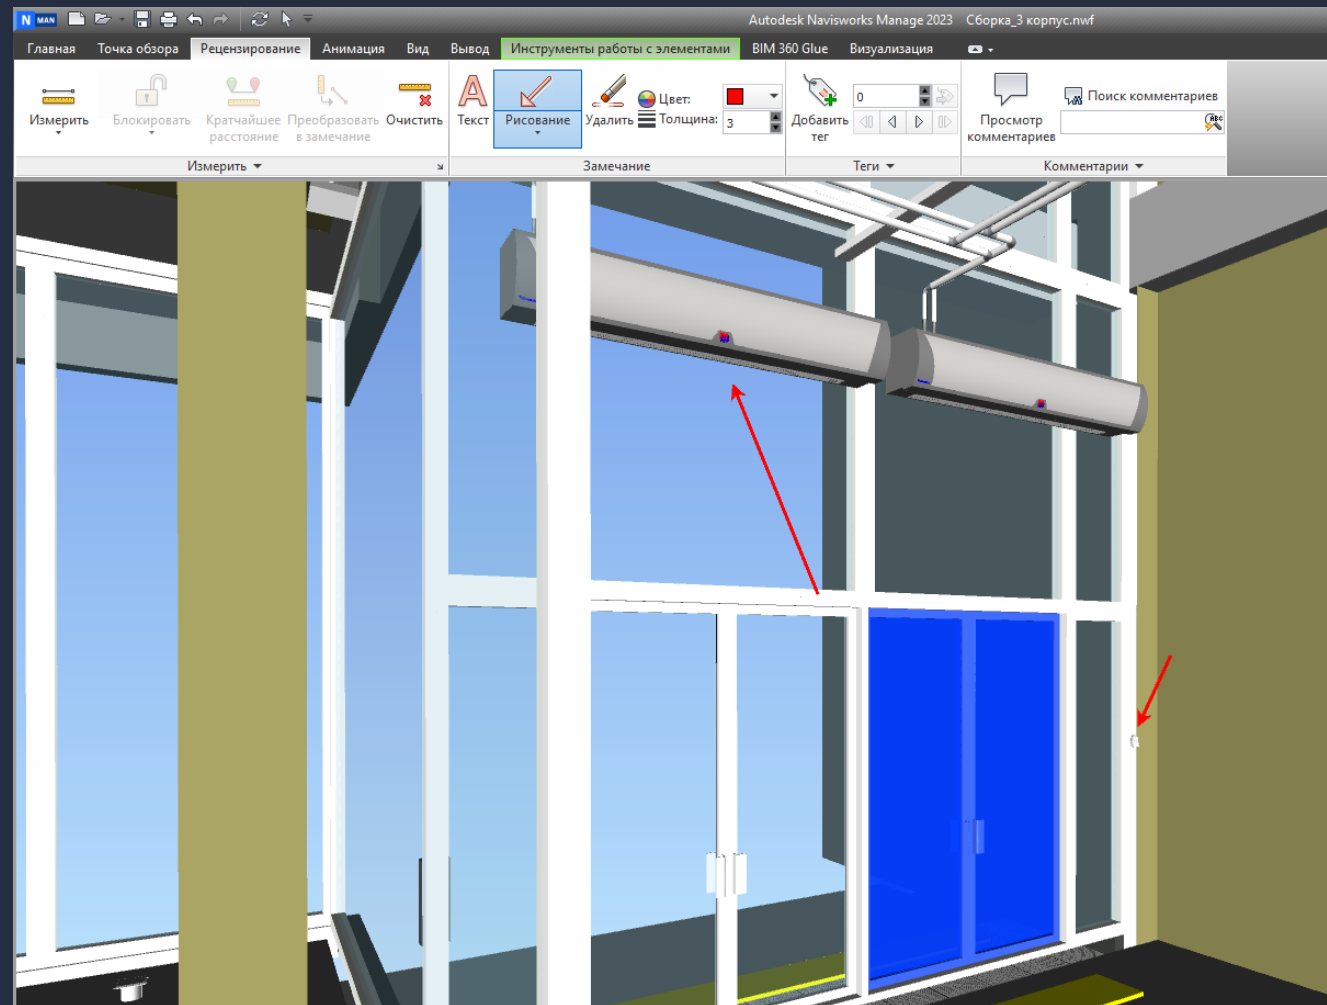 N MAN
Autodesk Navisworks Manage 2023 Сборка_3 корпус.nwf
Главная Точка обзора Рецензирование Анимация Вид Вывод Инструменты работы с элементами BIM 360 Glue Визуализация
Измерить
Блокировать
Кратчайшее
расстояние
Преобразовать
в замечание
Очистить
Измерить
A
Текст
Рисование
Удалить
Цвет:
Толщина: 3
Замечание
Добавить
тег
0
Теги
Просмотр
комментариев
Поиск комментариев
ABC
Комментарии